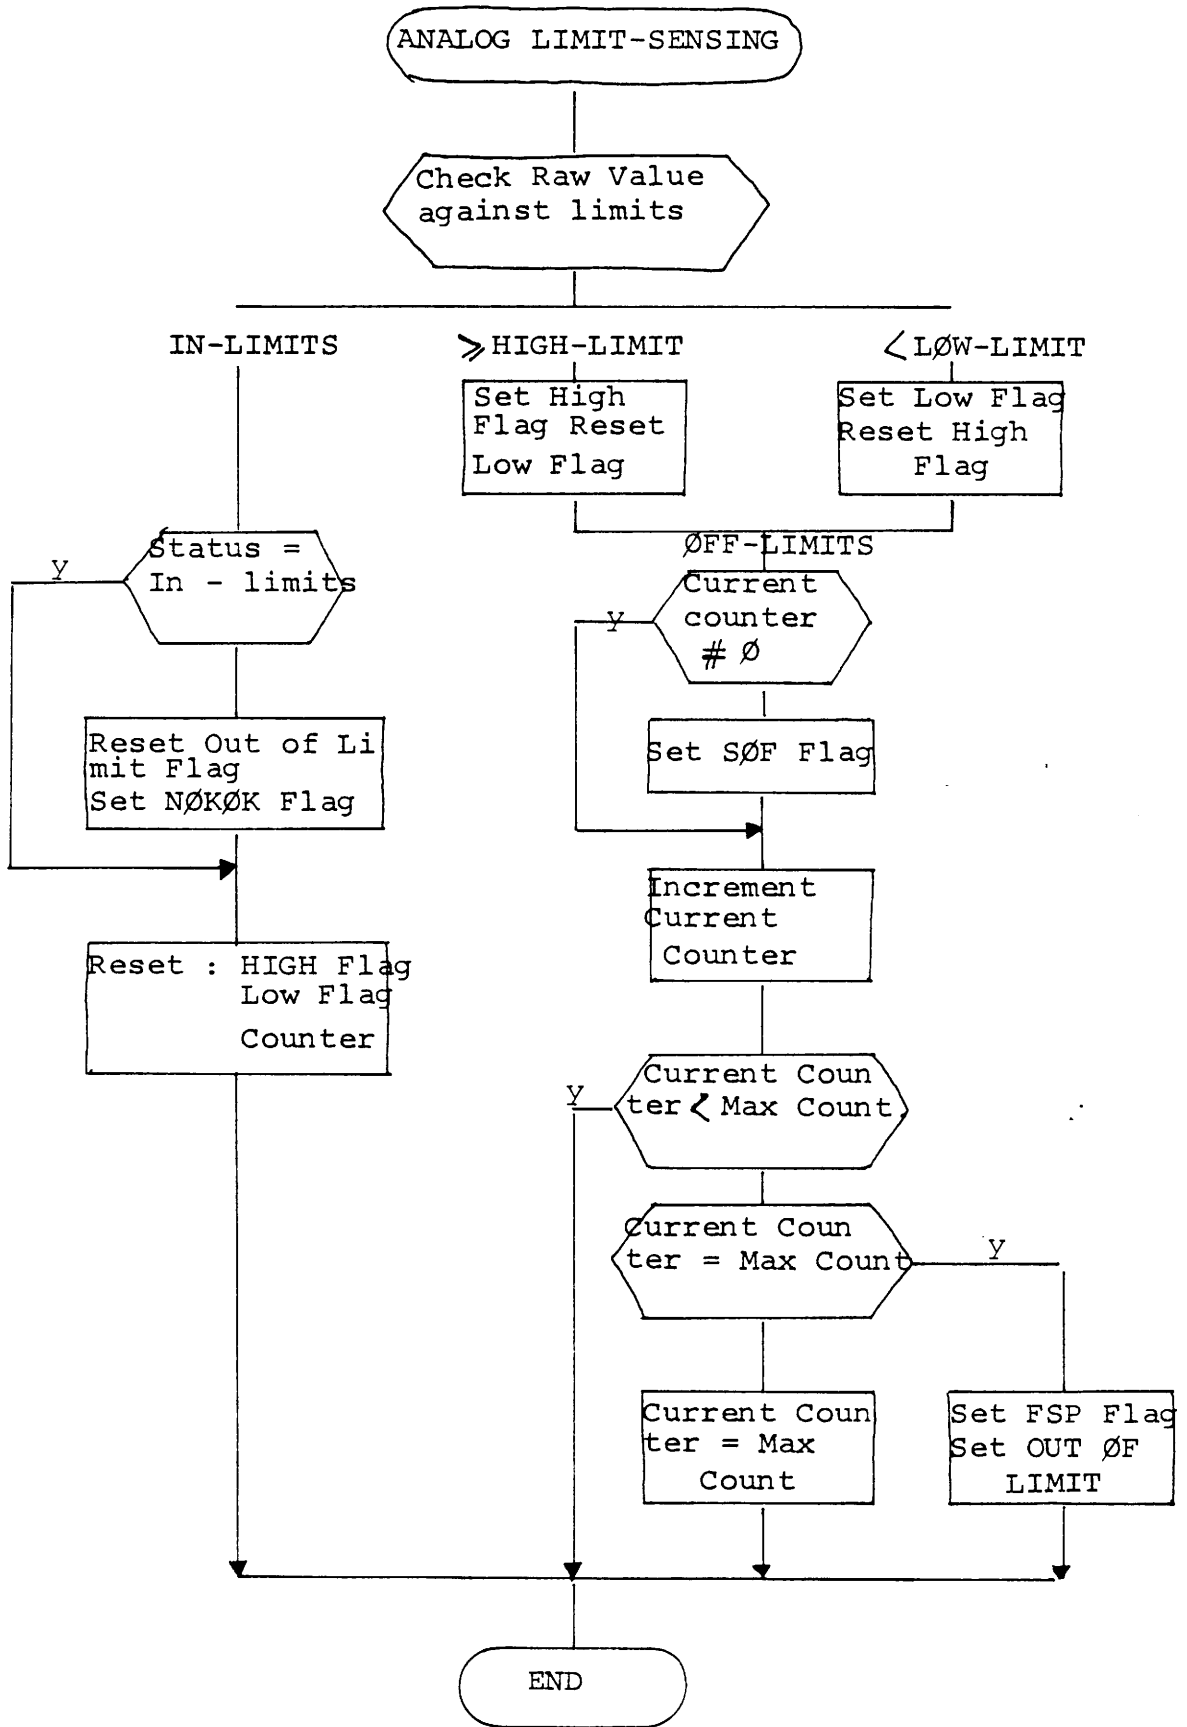 ANALOG LIMIT-SENSING
Check Raw Value
against limits
IN-LIMITS
⩾ HIGH-LIMIT
< LØW-LIMIT
Set High
Flag Reset
Low Flag
Set Low Flag
Reset High
Flag
Status =
In - limits
y
ØFF-LIMITS
Current
counter
# Ø
y
Reset Out of Li
mit Flag
Set NØKØK Flag
Set SØF Flag
Increment
Current
Counter
Reset : HIGH Flag
Low Flag
Counter
Current Coun
ter < Max Count
y
Current Coun
ter = Max Count
y
Current Coun
ter = Max
Count
Set FSP Flag
Set OUT ØF
LIMIT
END